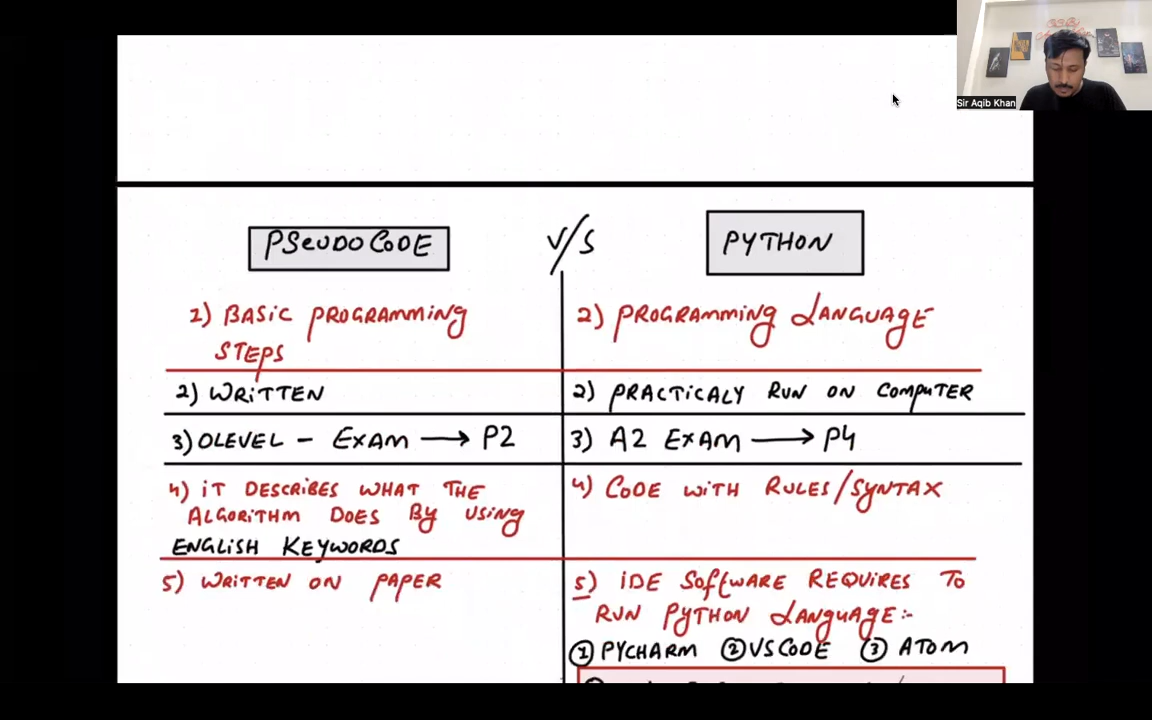 Sir Aqib Khan
PSEUDOCODE
V/S
PYTHON
1) BASIC PROGRAMMING
STEPS
2) PROGRAMMING LANGUAGE
2) WRITTEN
2) PRACTICALY RUN ON COMPUTER
3) OLEVEL - EXAM → P2
3) A2 EXAM → P4
4) IT DESCRIBES WHAT THE
ALGORITHM DOES BY USING
ENGLISH KEYWORDS
4) CODE WITH RULES/SYNTAX
5) WRITTEN ON PAPER
5) IDE SOFTWARE REQUIRES TO
RUN PYTHON LANGUAGE:-
① PYCHARM ② VSCODE ③ ATOM